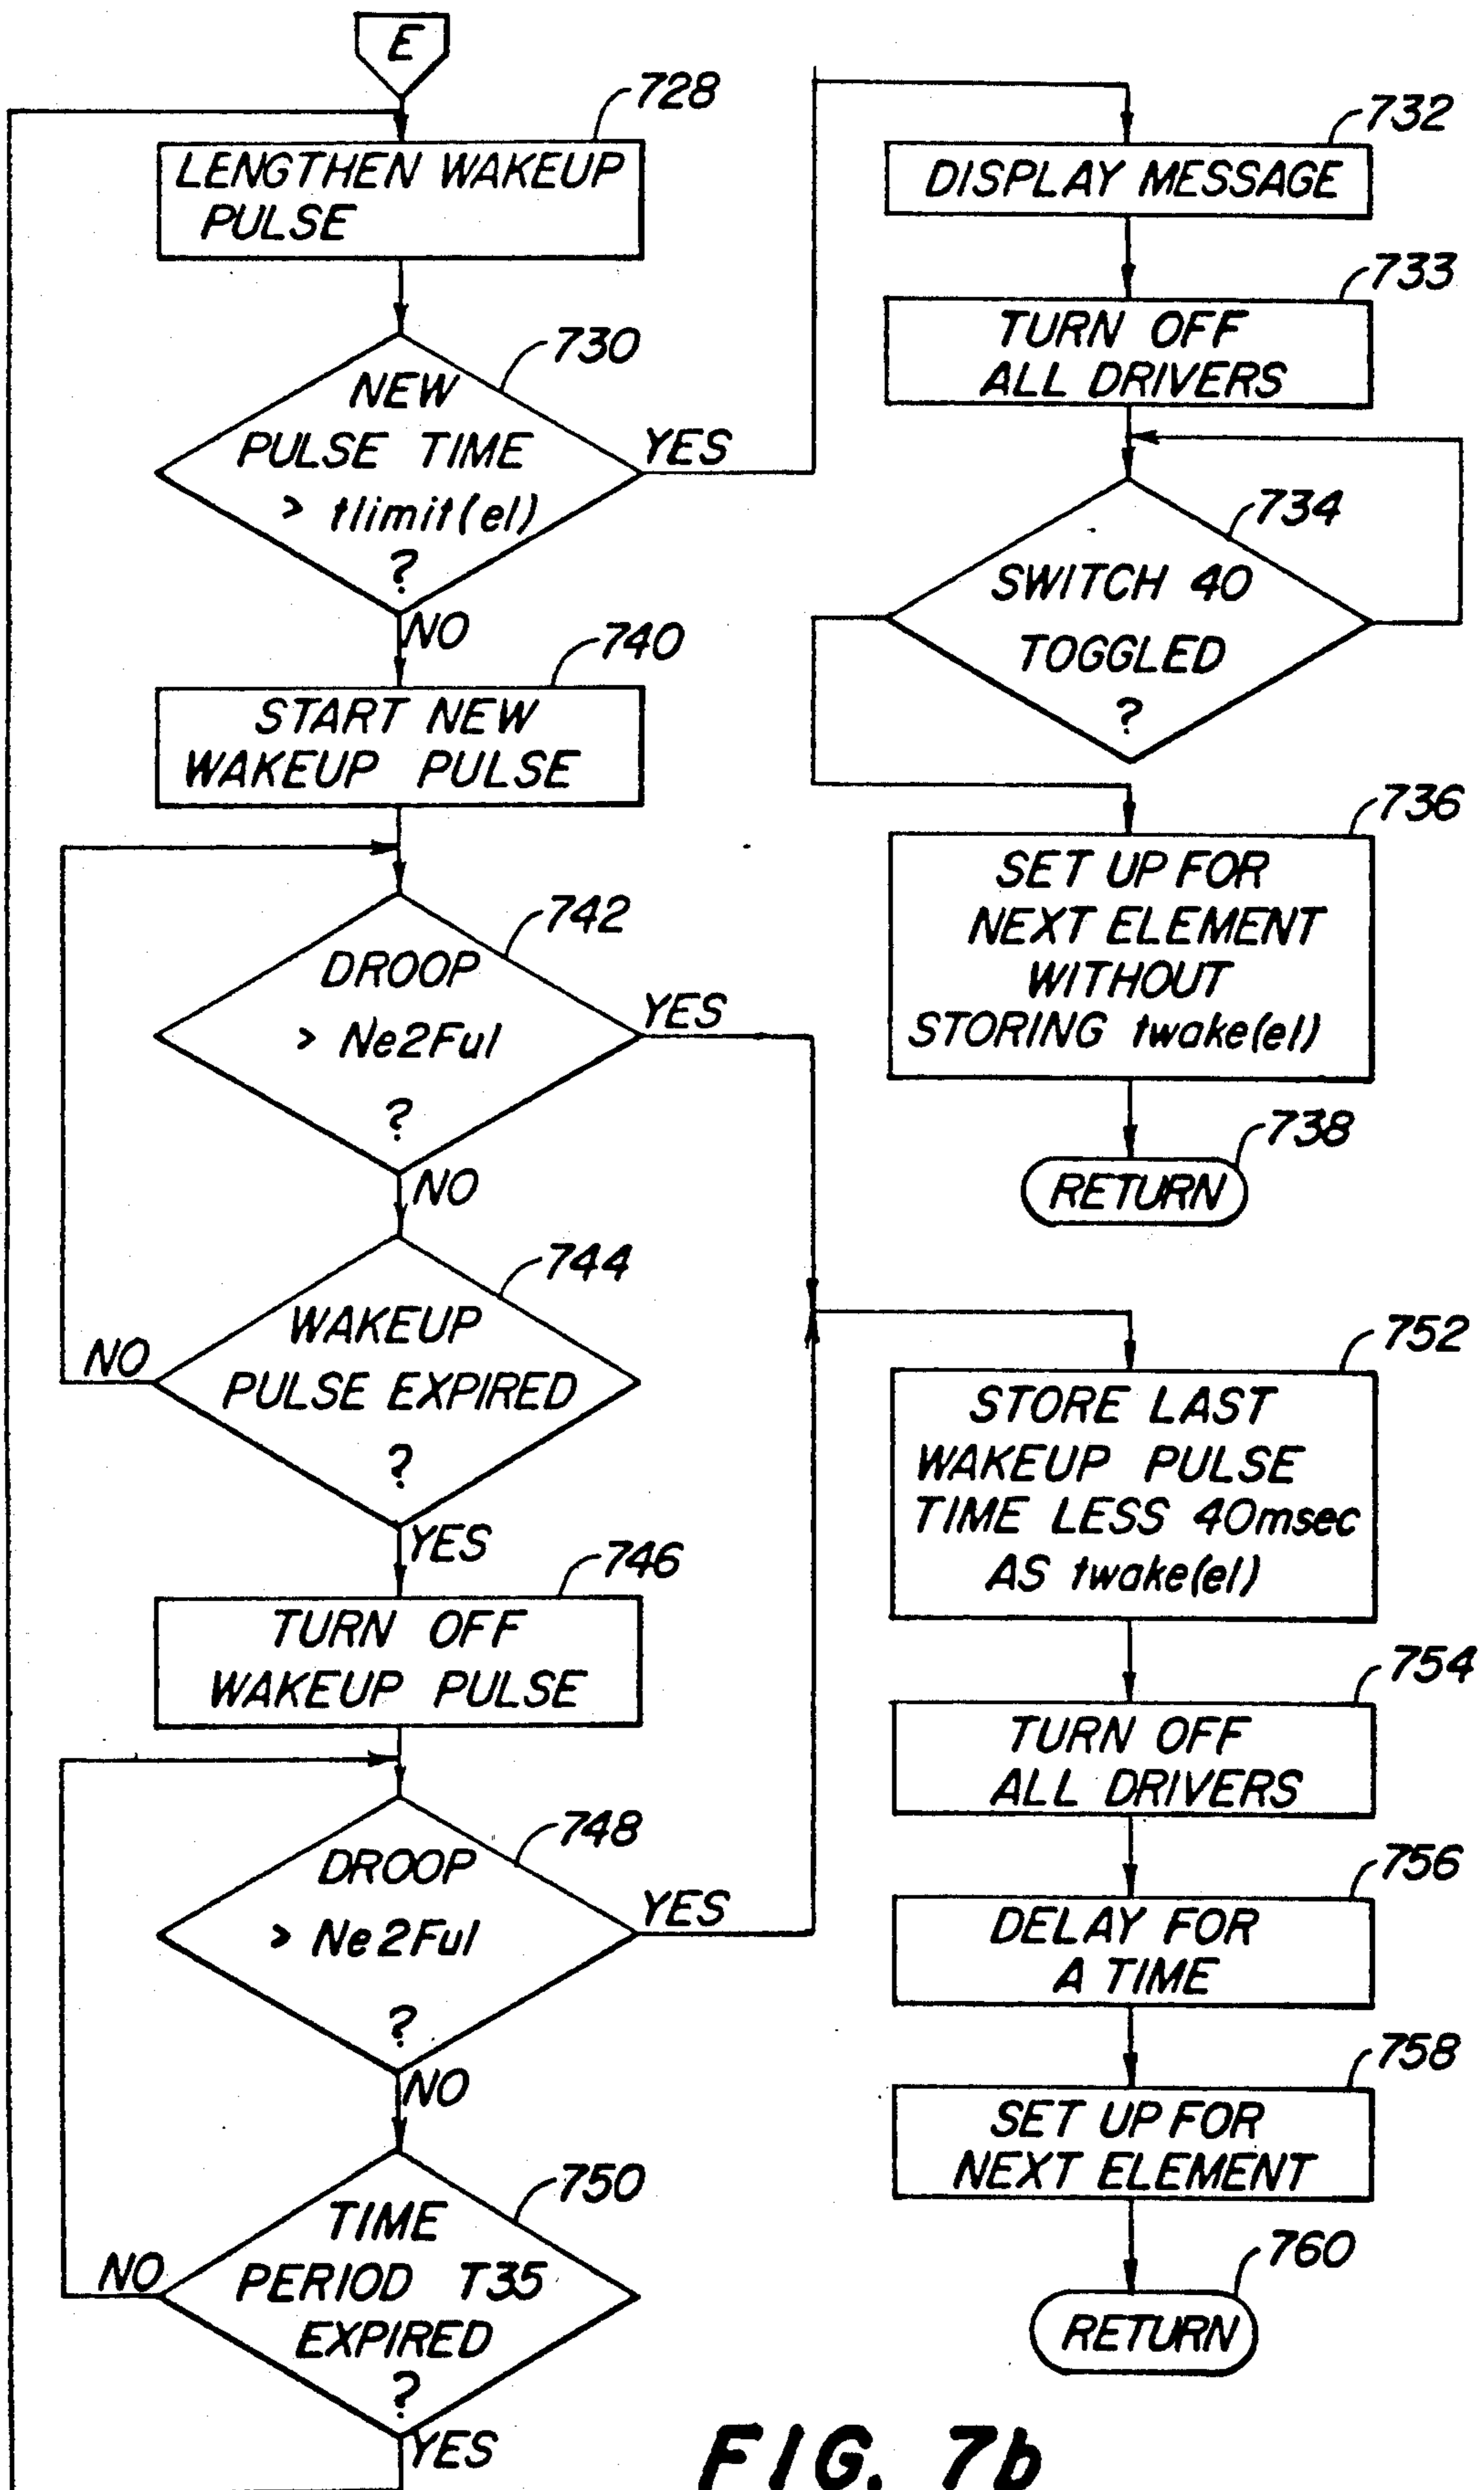 E
728
LENGTHEN WAKEUP
PULSE
730
NEW
PULSE TIME
> tlimit(el)
?
YES
NO
740
START NEW
WAKEUP PULSE
742
DROOP
> Ne2Ful
?
YES
NO
744
WAKEUP
PULSE EXPIRED
?
NO
YES
746
TURN OFF
WAKEUP PULSE
748
DROOP
> Ne2Ful
?
YES
NO
750
TIME
PERIOD T35
EXPIRED
?
NO
YES
732
DISPLAY MESSAGE
733
TURN OFF
ALL DRIVERS
734
SWITCH 40
TOGGLED
?
736
SET UP FOR
NEXT ELEMENT
WITHOUT
STORING twake(el)
738
RETURN
752
STORE LAST
WAKEUP PULSE
TIME LESS 40msec
AS twake(el)
754
TURN OFF
ALL DRIVERS
756
DELAY FOR
A TIME
758
SET UP FOR
NEXT ELEMENT
760
RETURN
FIG. 7b